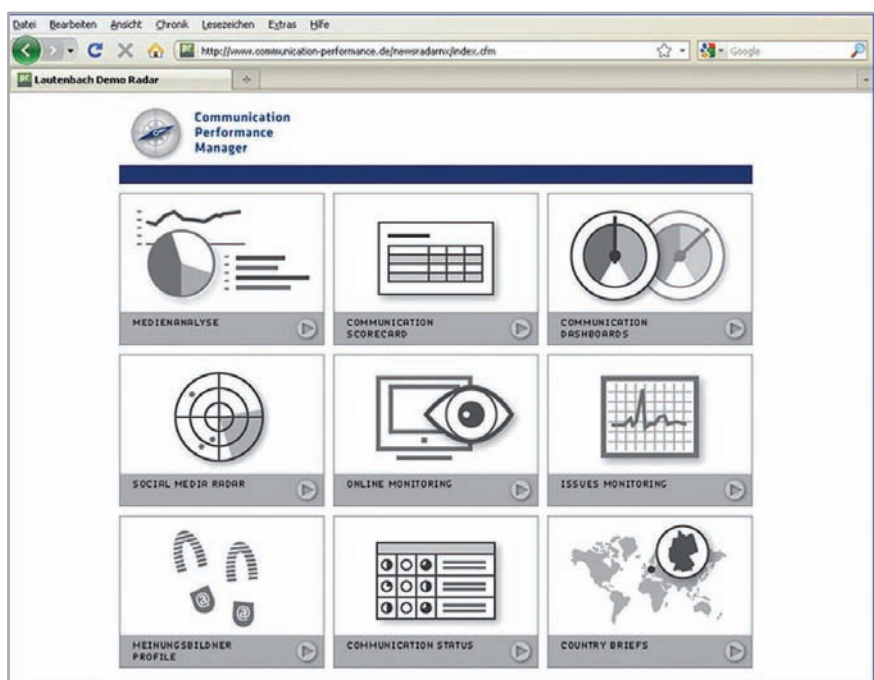 Datei Bearbeiten Ansicht Chronik Lesezeichen Extras Hilfe
http://www.communication-performance.de/newsradarnx/index.cfm
Google
Lautenbach Demo Radar
Communication
Performance
Manager
MEDIENANALYSE
COMMUNICATION
SCORECARD
COMMUNICATION
DASHBOARDS
SOCIAL MEDIA RADAR
ONLINE MONITORING
ISSUES MONITORING
@ @
MEINUNGSBILDNER
PROFILE
COMMUNICATION STATUS
COUNTRY BRIEFS